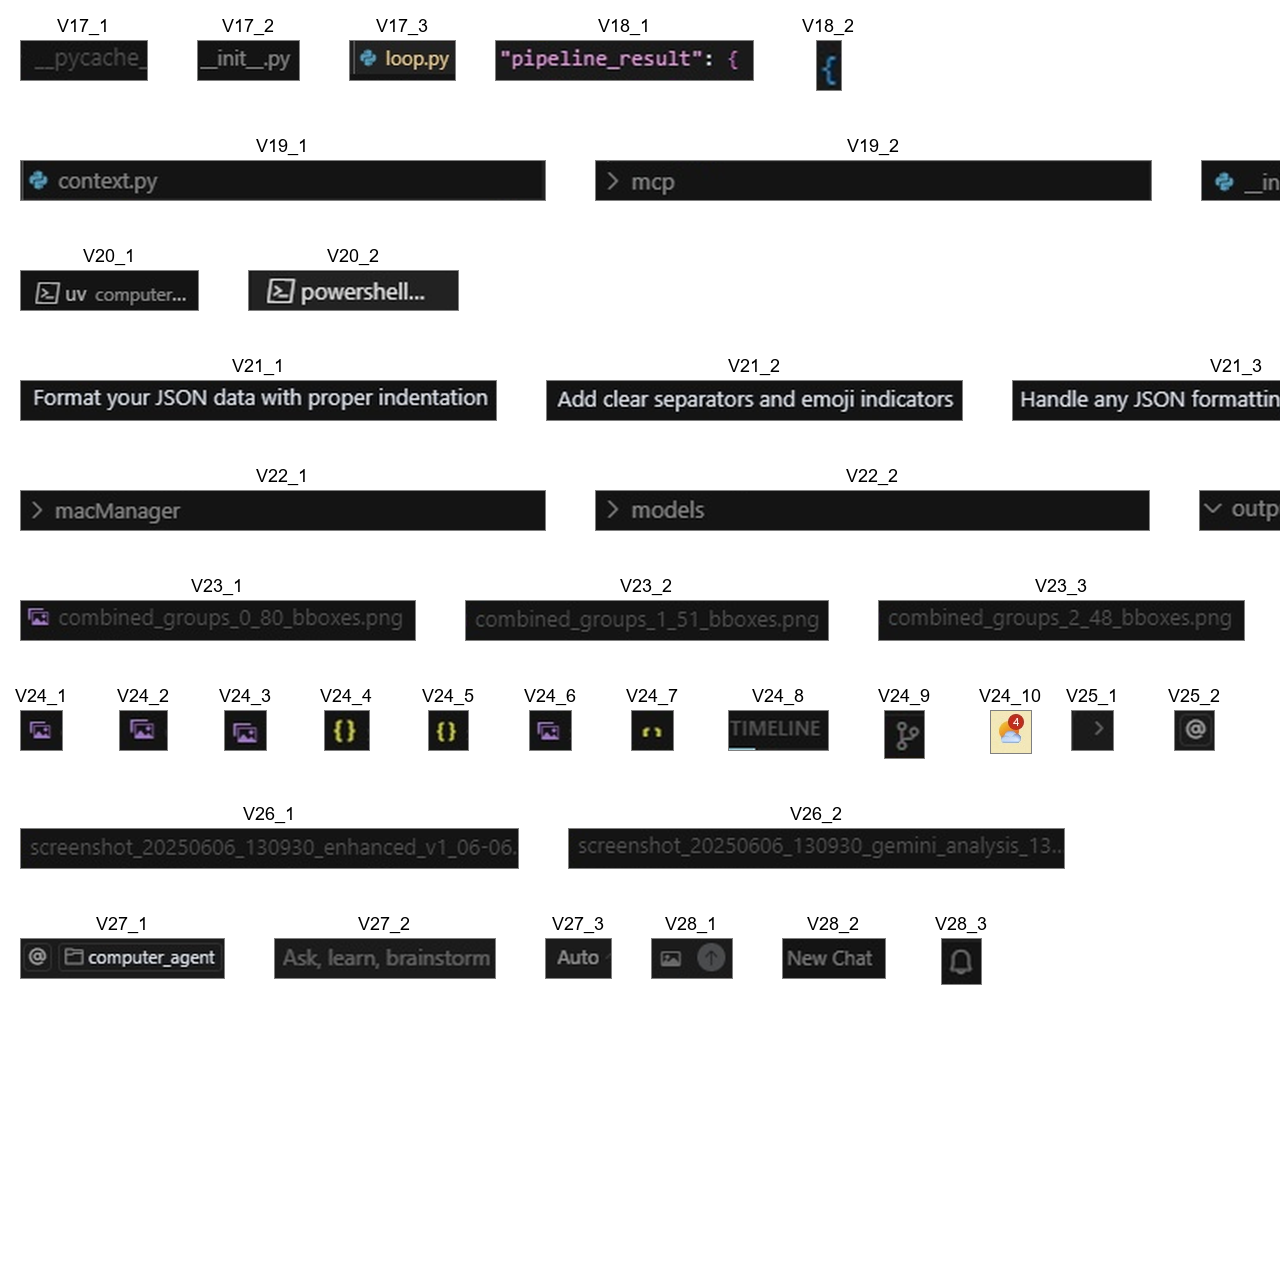 V17_1 V17_2 V17_3 V18_1 V18_2
__pycache_ __init__.py loop.py "pipeline_result": { {
V19_1 V19_2
context.py mcp __in
V20_1 V20_2
uv computer... powershell...
V21_1 V21_2 V21_3
Format your JSON data with proper indentation Add clear separators and emoji indicators Handle any JSON formattin
V22_1 V22_2
macManager models outp
V23_1 V23_2 V23_3
combined_groups_0_80_bboxes.png combined_groups_1_51_bboxes.png combined_groups_2_48_bboxes.png
V24_1 V24_2 V24_3 V24_4 V24_5 V24_6 V24_7 V24_8 V24_9 V24_10 V25_1 V25_2
{} {} TIMELINE 4 @
V26_1 V26_2
screenshot_20250606_130930_enhanced_v1_06-06. screenshot_20250606_130930_gemini_analysis_13...
V27_1 V27_2 V27_3 V28_1 V28_2 V28_3
@ computer_agent Ask, learn, brainstorm Auto New Chat